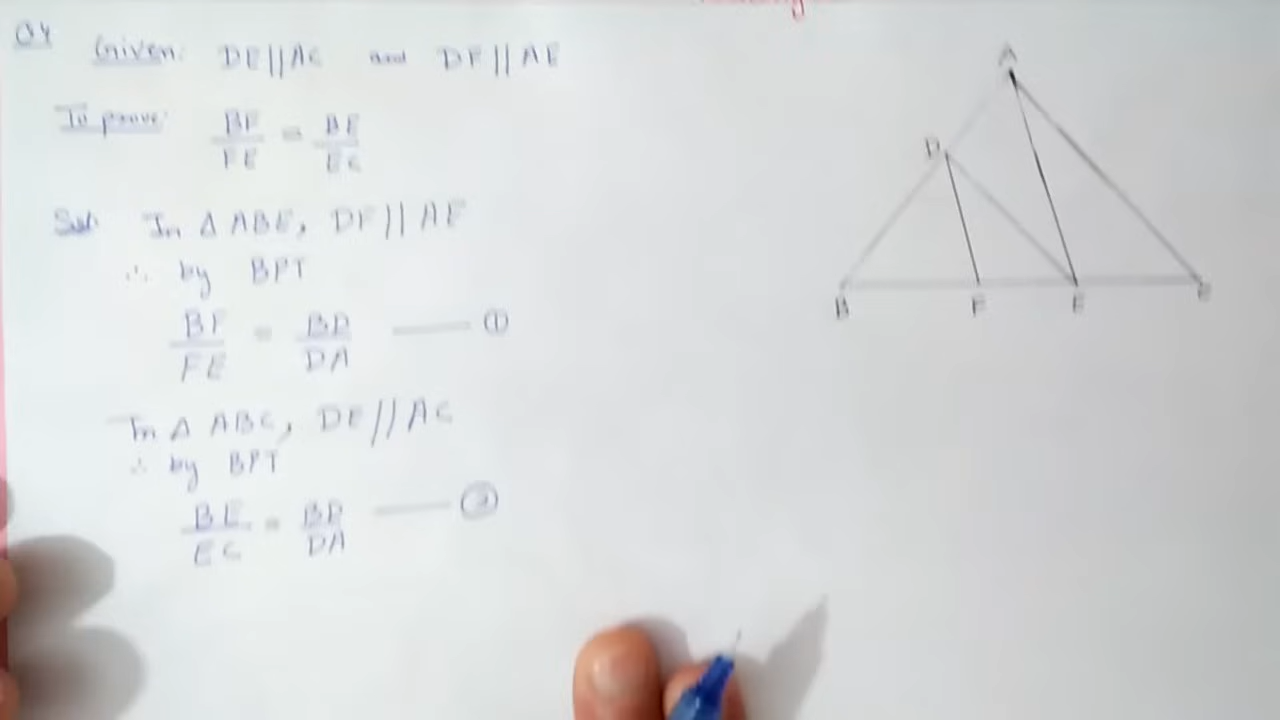 Q4 Given: DE||AC and DF||AE
To prove: BF/FE = BE/EC
Sol: In Δ ABE, DF||AE
∴ by BPT
BF/FE = BD/DA ——— ①
In Δ ABC, DE//AC
∴ by BPT
BE/EC = BD/DA ——— ②
A
D
B F E C